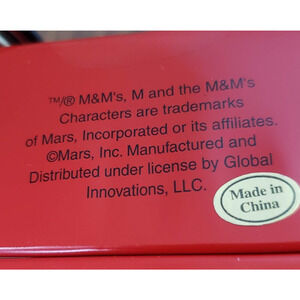 ™/® M&M's, M and the M&M's
Characters are trademarks
of Mars, Incorporated or its affiliates.
©Mars, Inc. Manufactured and
Distributed under license by Global
Innovations, LLC.
Made in
China